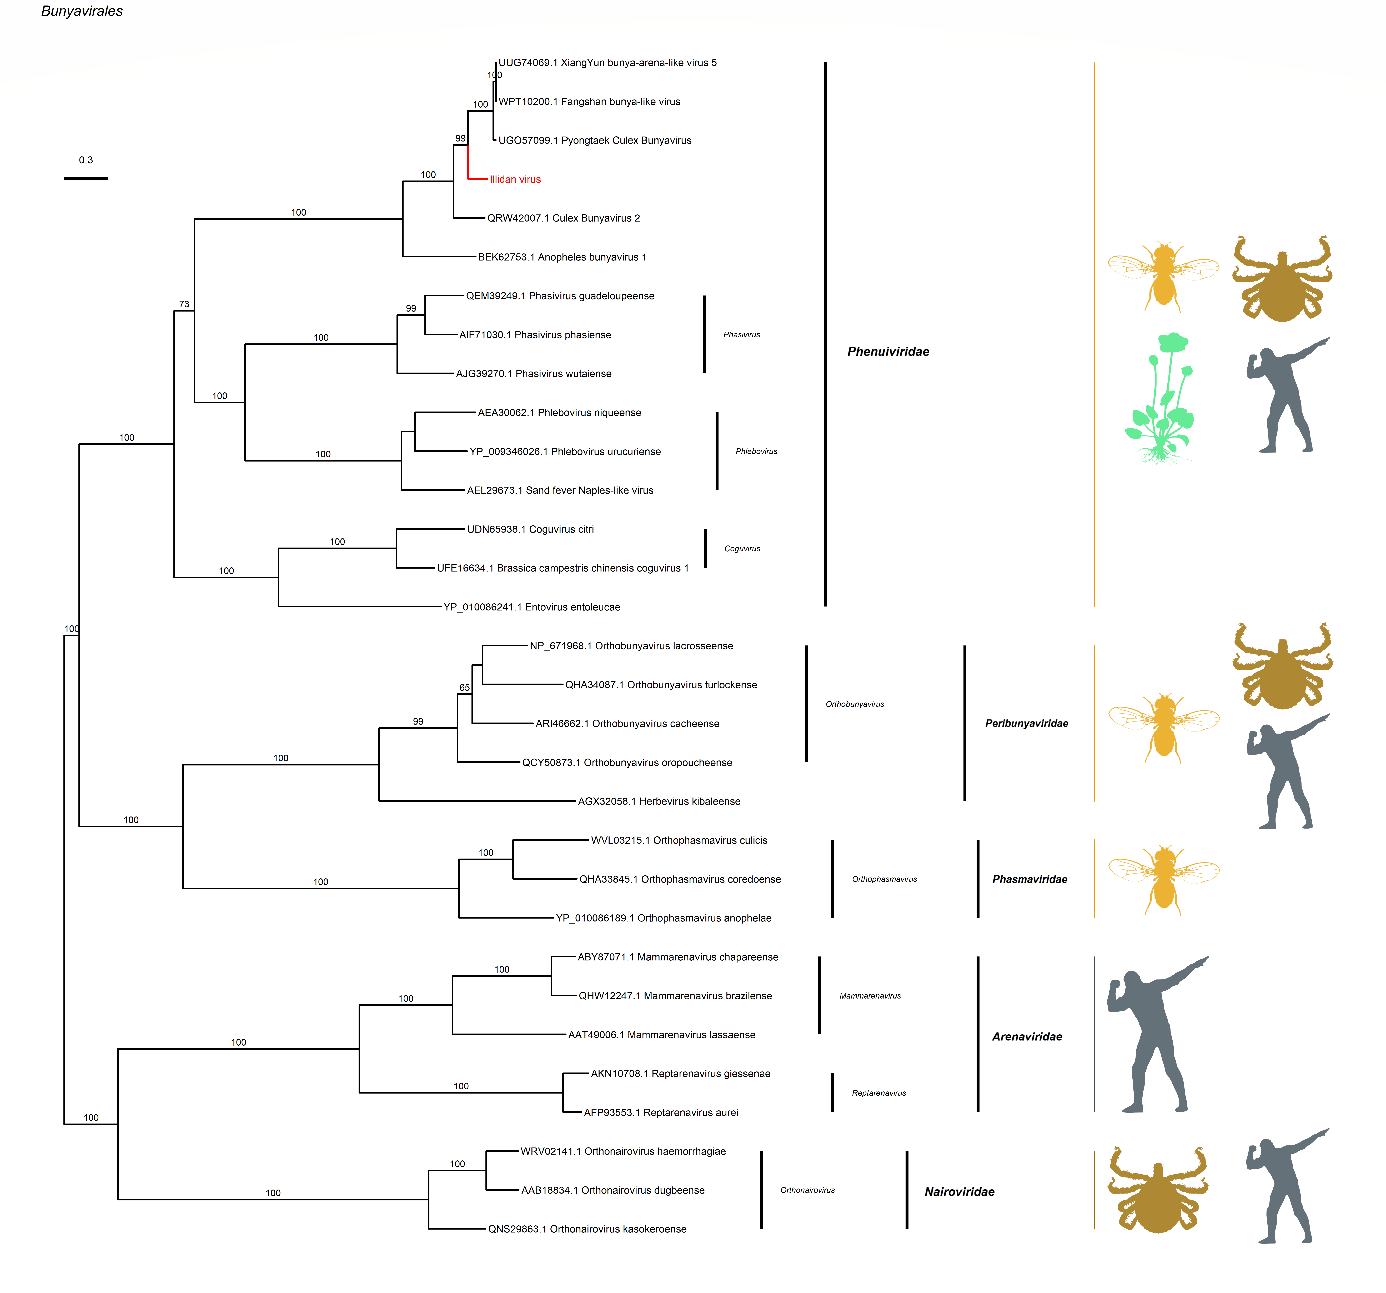 Bunyavirales
UUG74069.1 XiangYun bunya-arena-like virus 5
100
WPT10200.1 Fangshan bunya-like virus
100
99
UGO57099.1 Pyongtaek Culex Bunyavirus
0.3
100
Illidan virus
100
QRW42007.1 Culex Bunyavirus 2
BEK62753.1 Anopheles bunyavirus 1
73
QEM39249.1 Phasivirus guadeloupeense
99
AIF71030.1 Phasivirus phasiense
Phasivirus
100
Phenuiviridae
AJG39270.1 Phasivirus wutaiense
100
AEA30062.1 Phlebovirus niqueense
100
YP_009346026.1 Phlebovirus urucuriense
Phlebovirus
100
AEL29673.1 Sand fever Naples-like virus
UDN65938.1 Coguvirus citri
100
Coguvirus
100
UFE16634.1 Brassica campestris chinensis coguvirus 1
YP_010086241.1 Entovirus entoleucae
100
NP_671968.1 Orthobunyavirus lacrosseense
65
QHA34087.1 Orthobunyavirus turlockense
Orthobunyavirus
99
ARI46662.1 Orthobunyavirus cacheense
Peribunyaviridae
100
QCY50873.1 Orthobunyavirus oropoucheense
AGX32058.1 Herbevirus kibaleense
100
WVL03215.1 Orthophasmavirus culicis
100
QHA33845.1 Orthophasmavirus coredoense
Orthophasmavirus
Phasmaviridae
100
YP_010086189.1 Orthophasmavirus anophelae
ABY87071.1 Mammarenavirus chapareense
100
QHW12247.1 Mammarenavirus brazilense
Mammarenavirus
100
AAT49006.1 Mammarenavirus lassaense
Arenaviridae
100
AKN10708.1 Reptarenavirus giessenae
100
Reptarenavirus
AFP93553.1 Reptarenavirus aurei
100
WRV02141.1 Orthonairovirus haemorrhagiae
100
AAB18834.1 Orthonairovirus dugbeense
Orthonairovirus
Nairoviridae
100
QNS29863.1 Orthonairovirus kasokeroense